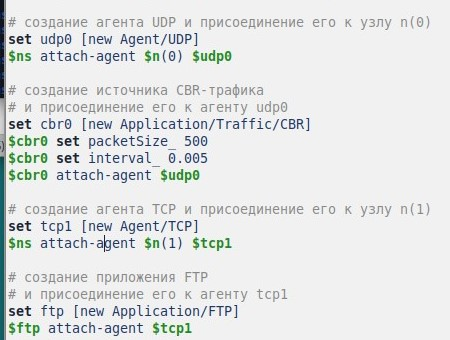 # создание агента UDP и присоединение его к узлу n(0)
set udp0 [new Agent/UDP]
$ns attach-agent $n(0) $udp0
# создание источника CBR-трафика
# и присоединение его к агенту udp0
set cbr0 [new Application/Traffic/CBR]
$cbr0 set packetSize_ 500
$cbr0 set interval_ 0.005
$cbr0 attach-agent $udp0
# создание агента TCP и присоединение его к узлу n(1)
set tcp1 [new Agent/TCP]
$ns attach-agent $n(1) $tcp1
# создание приложения FTP
# и присоединение его к агенту tcp1
set ftp [new Application/FTP]
$ftp attach-agent $tcp1